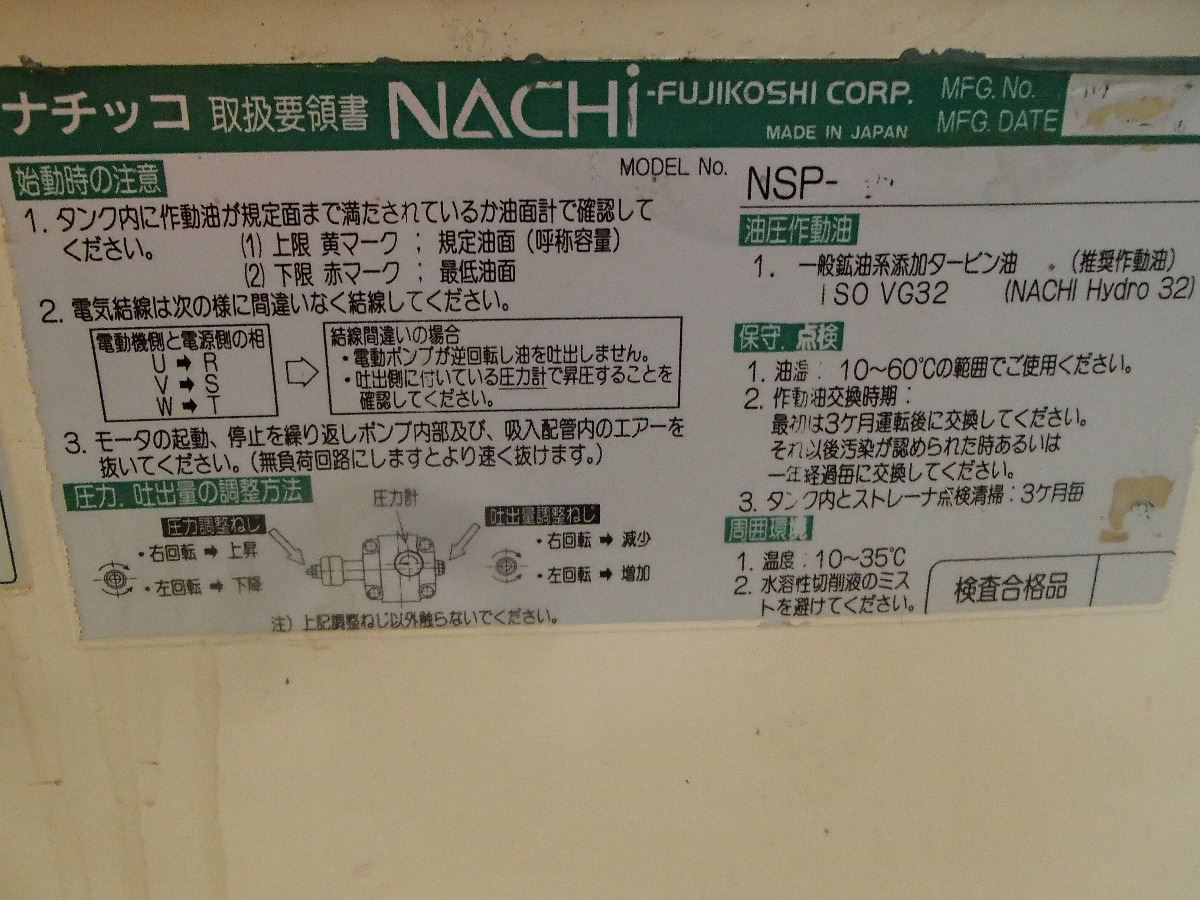 ナチッコ 取扱要領書 NACHi-FUJIKOSHI CORP.
MADE IN JAPAN
MFG. No.
MFG. DATE
MODEL No. NSP-
始動時の注意
1. タンク内に作動油が規定面まで満たされているか油面計で確認して
ください。 (1) 上限 黄マーク ; 規定油面 (呼称容量)
(2) 下限 赤マーク ; 最低油面
2. 電気結線は次の様に間違いなく結線してください。
電動機側と電源側の相
U ➡ R
V ➡ S
W ➡ T
結線間違いの場合
・電動ポンプが逆回転し油を吐出しません。
・吐出側に付いている圧力計で昇圧することを
確認してください。
3. モータの起動、停止を繰り返しポンプ内部及び、吸入配管内のエアーを
抜いてください。(無負荷回路にしますとより速く抜けます。)
圧力、吐出量の調整方法
圧力計
圧力調整ねじ
・右回転 ➡ 上昇
・左回転 ➡ 下降
吐出量調整ねじ
・右回転 ➡ 減少
・左回転 ➡ 増加
注) 上記調整ねじ以外触らないでください。
油圧作動油
1. 一般鉱油系添加タービン油 (推奨作動油)
ISO VG32 (NACHI Hydro 32)
保守、点検
1. 油温: 10~60℃の範囲でご使用ください。
2. 作動油交換時期:
最初は3ケ月運転後に交換してください。
それ以後汚染が認められた時あるいは
一年経過毎に交換してください。
3. タンク内とストレーナ点検清掃:3ケ月毎
周囲環境
1. 温度:10~35℃
2. 水溶性切削液のミス
トを避けてください。
検査合格品